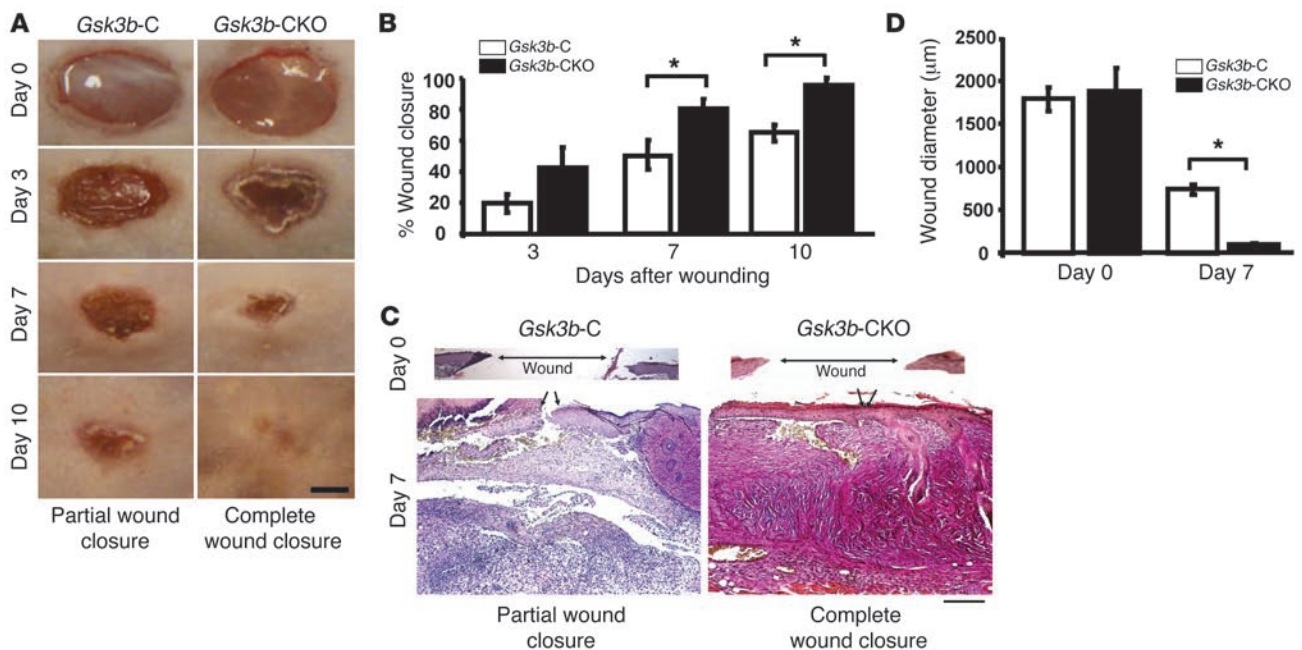 A
Gsk3b-C
Gsk3b-CKO
Day 0
Day 3
Day 7
Day 10
Partial wound
closure
Complete
wound closure
B
Gsk3b-C
Gsk3b-CKO
*
*
% Wound closure
100
80
60
40
20
0
3
7
10
Days after wounding
C
Gsk3b-C
Gsk3b-CKO
Day 0
Wound
Wound
Day 7
Partial wound
closure
Complete
wound closure
D
Gsk3b-C
Gsk3b-CKO
*
Wound diameter (μm)
2500
2000
1500
1000
500
0
Day 0
Day 7